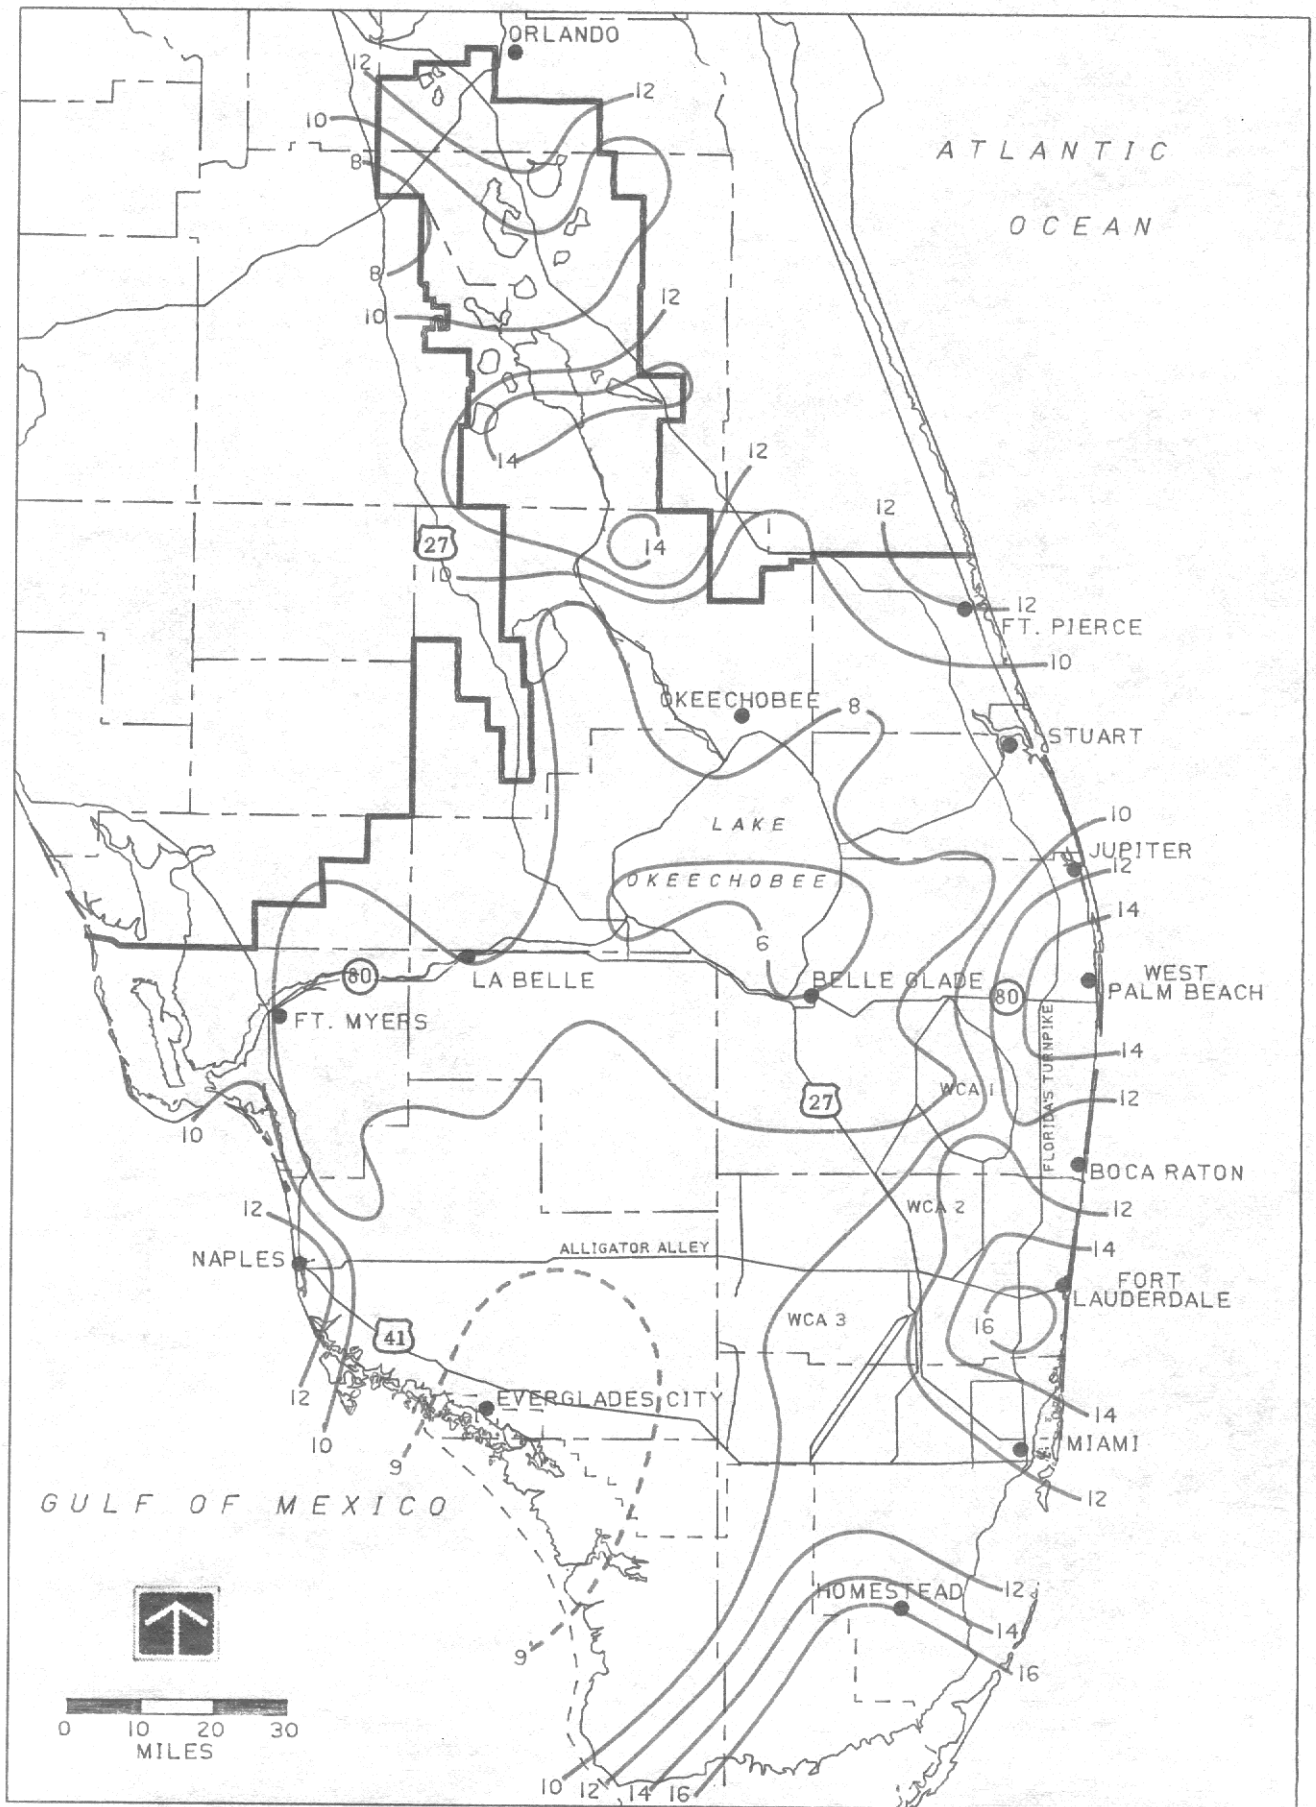 ORLANDO
12
12
10
ATLANTIC
8
OCEAN
8
12
10
14
12
12
27
14
10
12
FT. PIERCE
10
OKEECHOBEE
8
STUART
10
LAKE
JUPITER
12
OKEECHOBEE
14
6
LA BELLE
80
BELLE GLADE
80
WEST
PALM BEACH
FT. MYERS
FLORIDA'S TURNPIKE
14
WCA 1
27
12
10
BOCA RATON
12
WCA 2
12
NAPLES
ALLIGATOR ALLEY
14
FORT
LAUDERDALE
WCA 3
16
41
12
EVERGLADES CITY
14
10
MIAMI
9
12
GULF OF MEXICO
HOMESTEAD
12
14
9
16
0 10 20 30
MILES
10 12 14 16